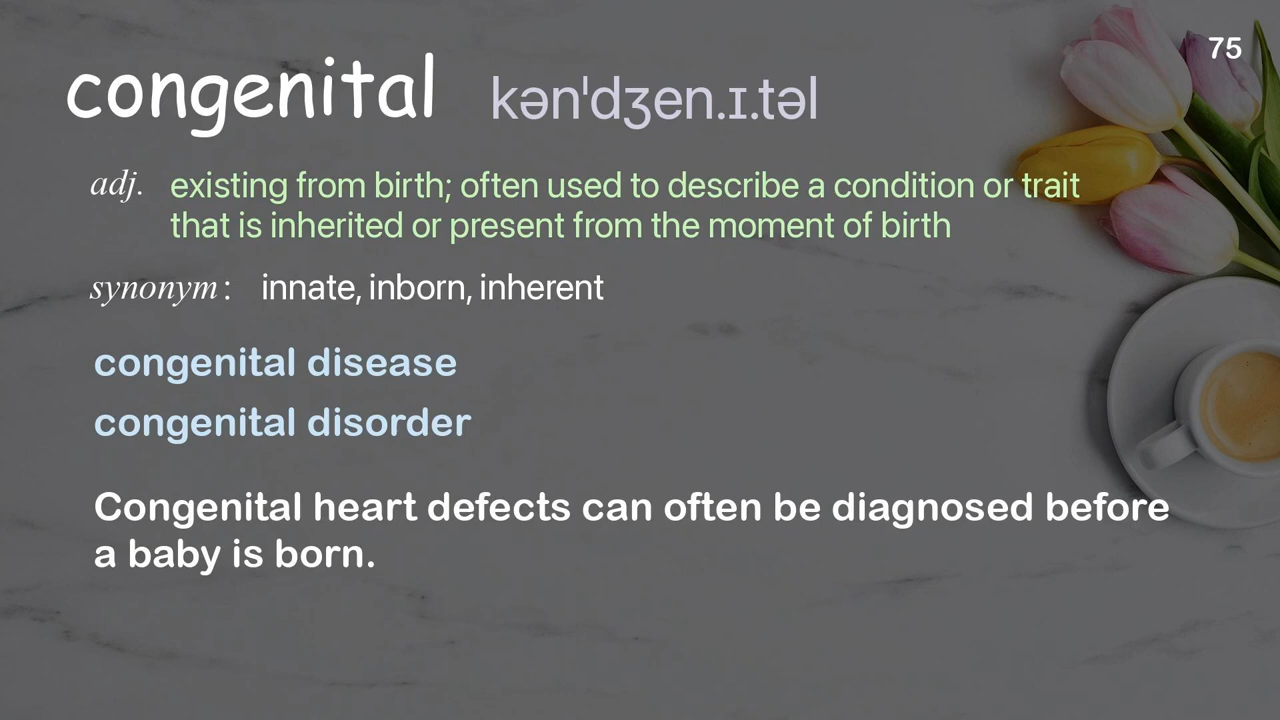 75
congenital kən'dʒen.ɪ.təl
adj. existing from birth; often used to describe a condition or trait
that is inherited or present from the moment of birth
synonym : innate, inborn, inherent
congenital disease
congenital disorder
Congenital heart defects can often be diagnosed before
a baby is born.